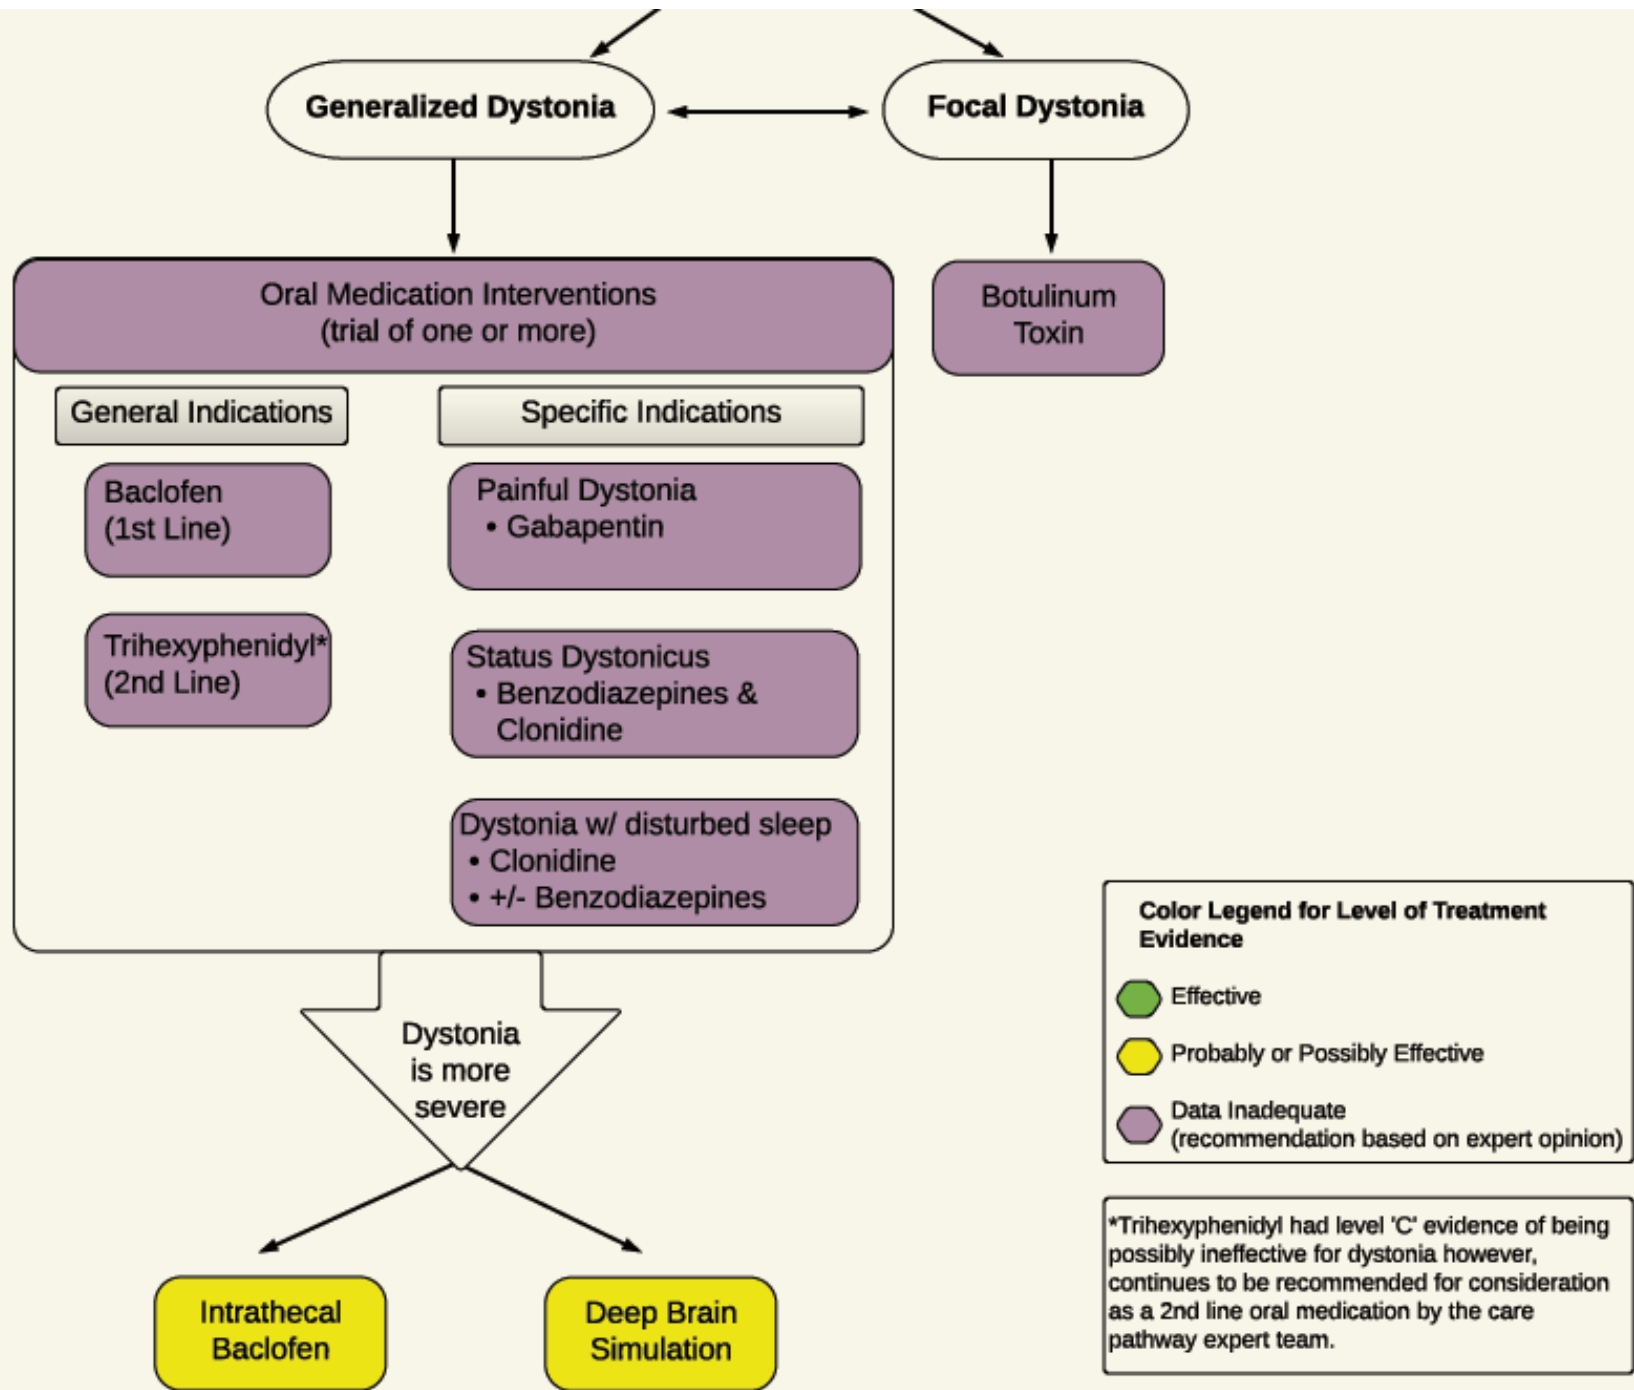 Generalized Dystonia
Focal Dystonia
Oral Medication Interventions
(trial of one or more)
Botulinum
Toxin
General Indications
Specific Indications
Baclofen
(1st Line)
Trihexyphenidyl*
(2nd Line)
Painful Dystonia
• Gabapentin
Status Dystonicus
• Benzodiazepines &
Clonidine
Dystonia w/ disturbed sleep
• Clonidine
• +/- Benzodiazepines
Dystonia
is more
severe
Intrathecal
Baclofen
Deep Brain
Simulation
Color Legend for Level of Treatment
Evidence
Effective
Probably or Possibly Effective
Data Inadequate
(recommendation based on expert opinion)
*Trihexyphenidyl had level 'C' evidence of being
possibly ineffective for dystonia however,
continues to be recommended for consideration
as a 2nd line oral medication by the care
pathway expert team.